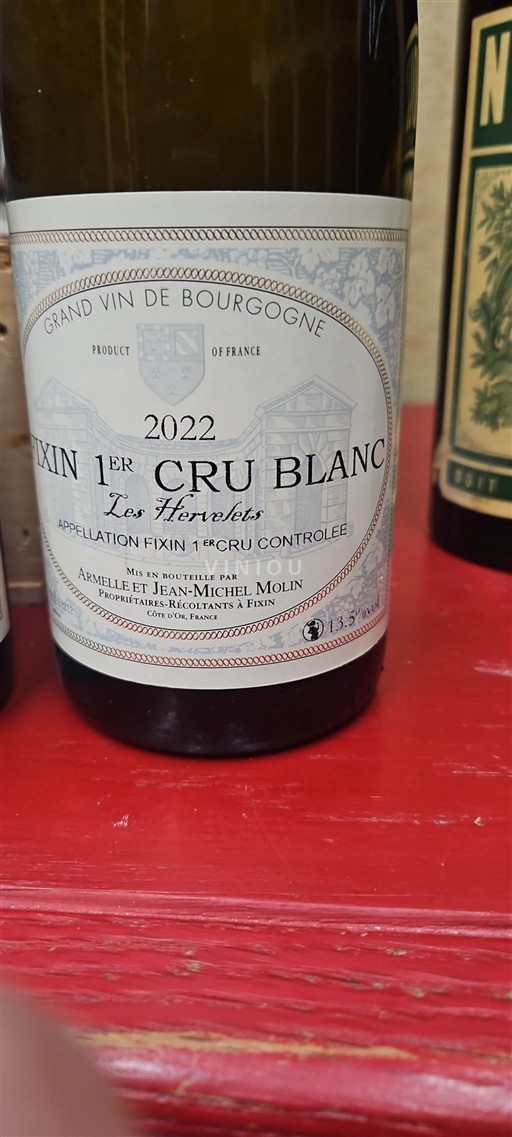 GRAND VIN DE BOURGOGNE
PRODUCT OF FRANCE
2022
FIXIN 1ER CRU BLANC
Les Hervelets
APPELLATION FIXIN 1ER CRU CONTROLEE
VINIOU
MIS EN BOUTEILLE PAR
ARMELLE ET JEAN-MICHEL MOLIN
PROPRIÉTAIRES-RÉCOLTANTS À FIXIN
CÔTE D'OR, FRANCE
13.5% vol
N
BOIT